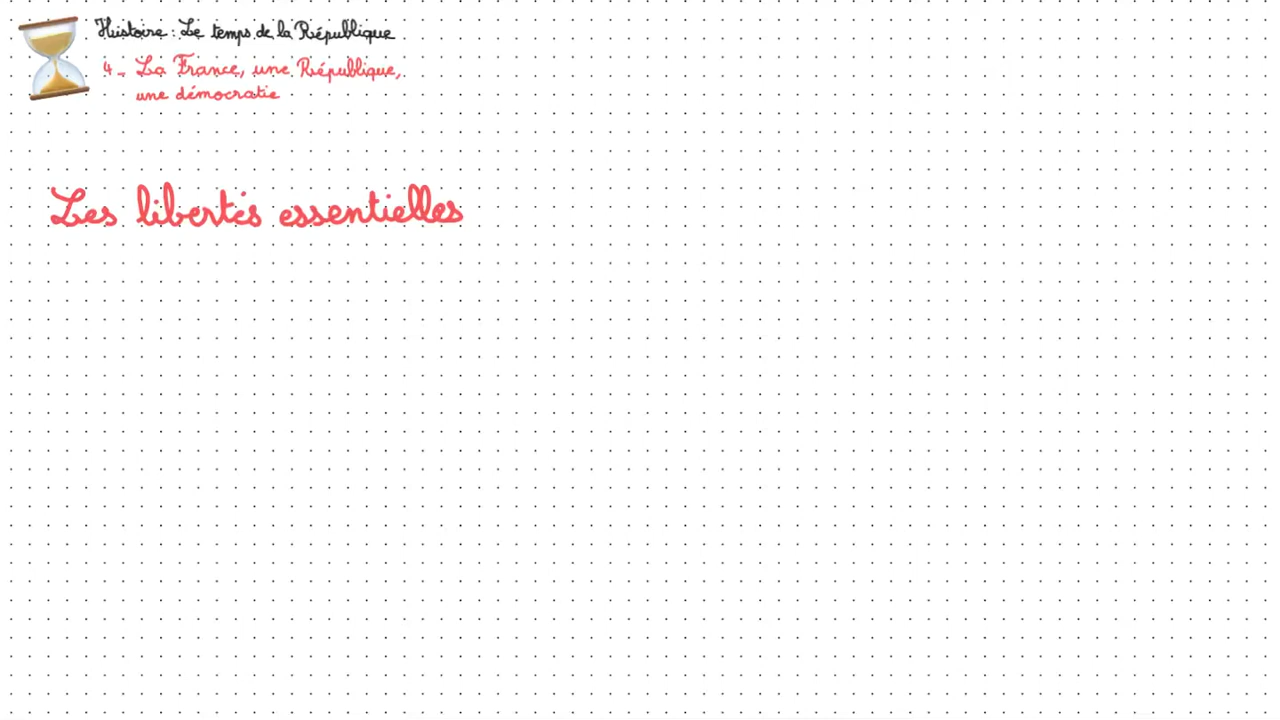 Histoire : Le temps de la République
4 - La France, une République,
une démocratie
Les libertés essentielles